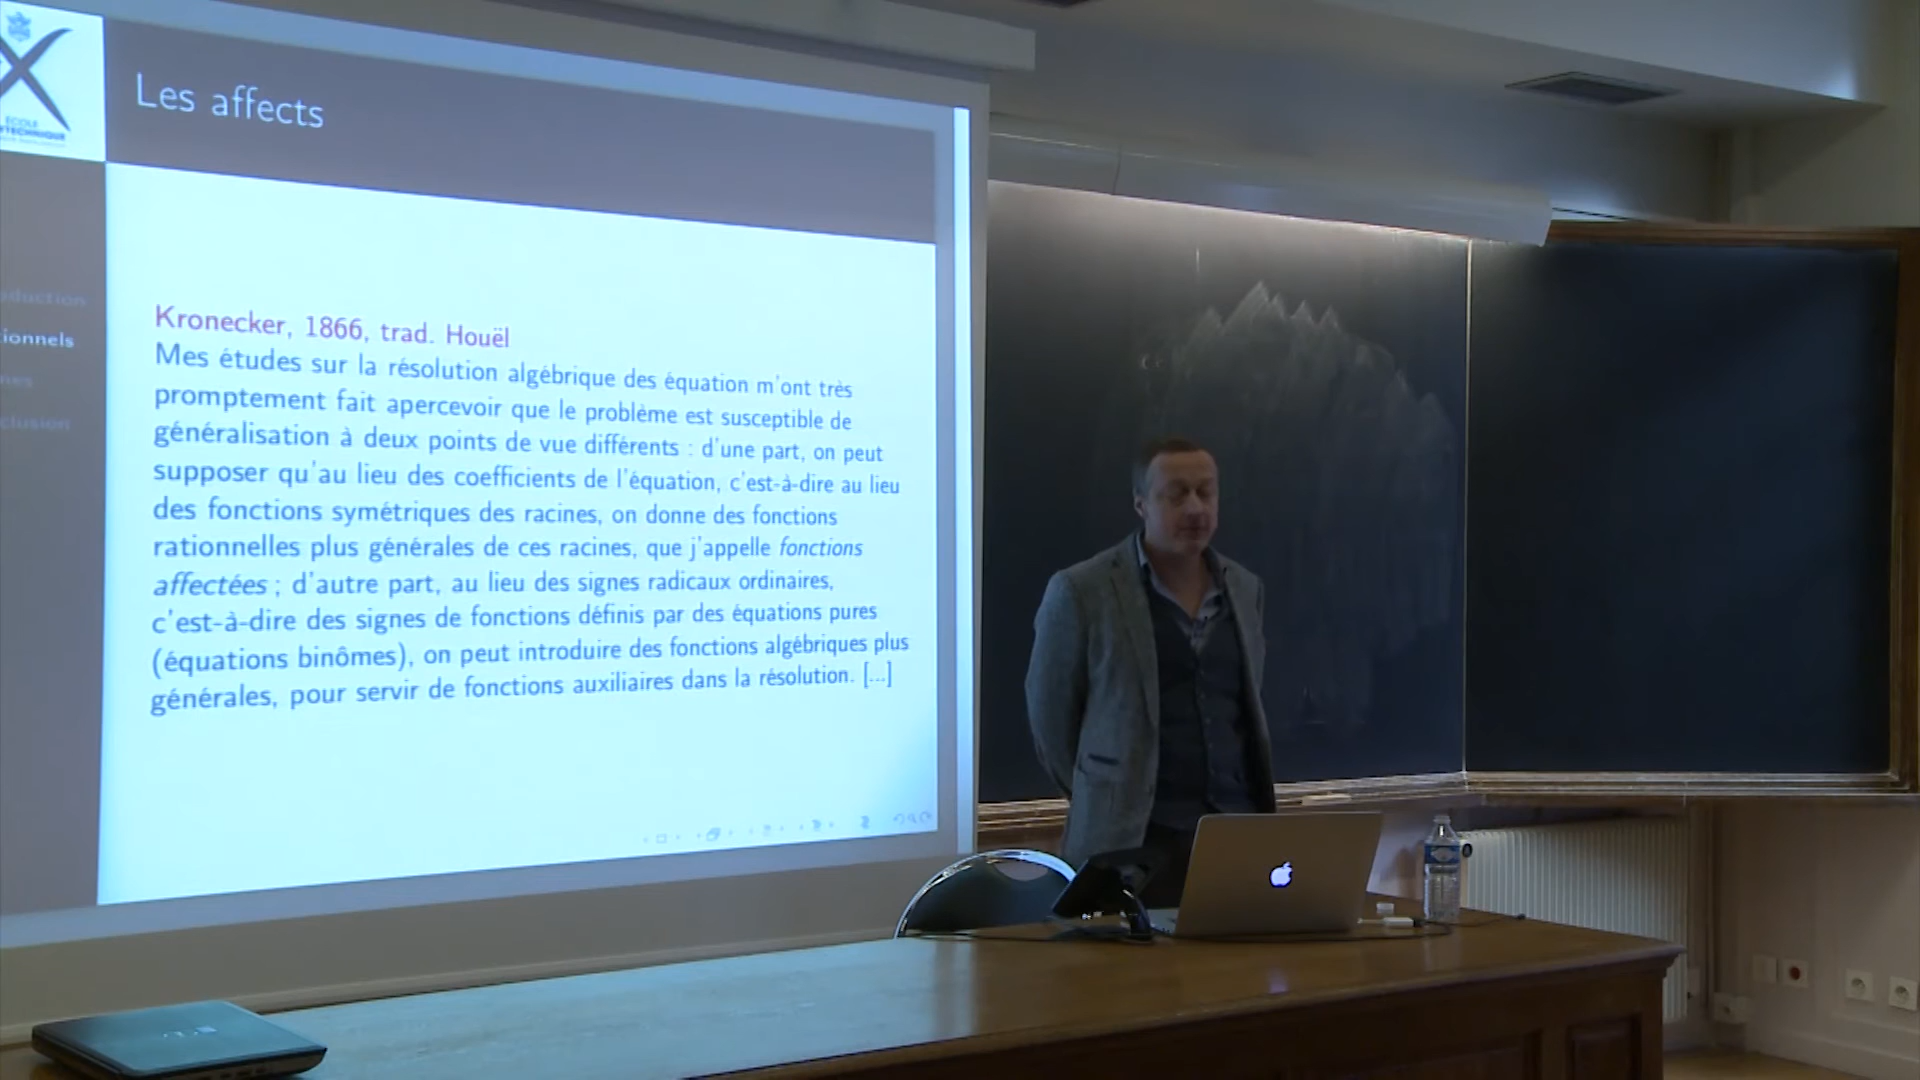 Les affects
ÉCOLE
ionnels
Kronecker, 1866, trad. Houël
Mes études sur la résolution algébrique des équation m'ont très
promptement fait apercevoir que le problème est susceptible de
généralisation à deux points de vue différents : d'une part, on peut
supposer qu'au lieu des coefficients de l'équation, c'est-à-dire au lieu
des fonctions symétriques des racines, on donne des fonctions
rationnelles plus générales de ces racines, que j'appelle fonctions
affectées ; d'autre part, au lieu des signes radicaux ordinaires,
c'est-à-dire des signes de fonctions définis par des équations pures
(équations binômes), on peut introduire des fonctions algébriques plus
générales, pour servir de fonctions auxiliaires dans la résolution. [...]